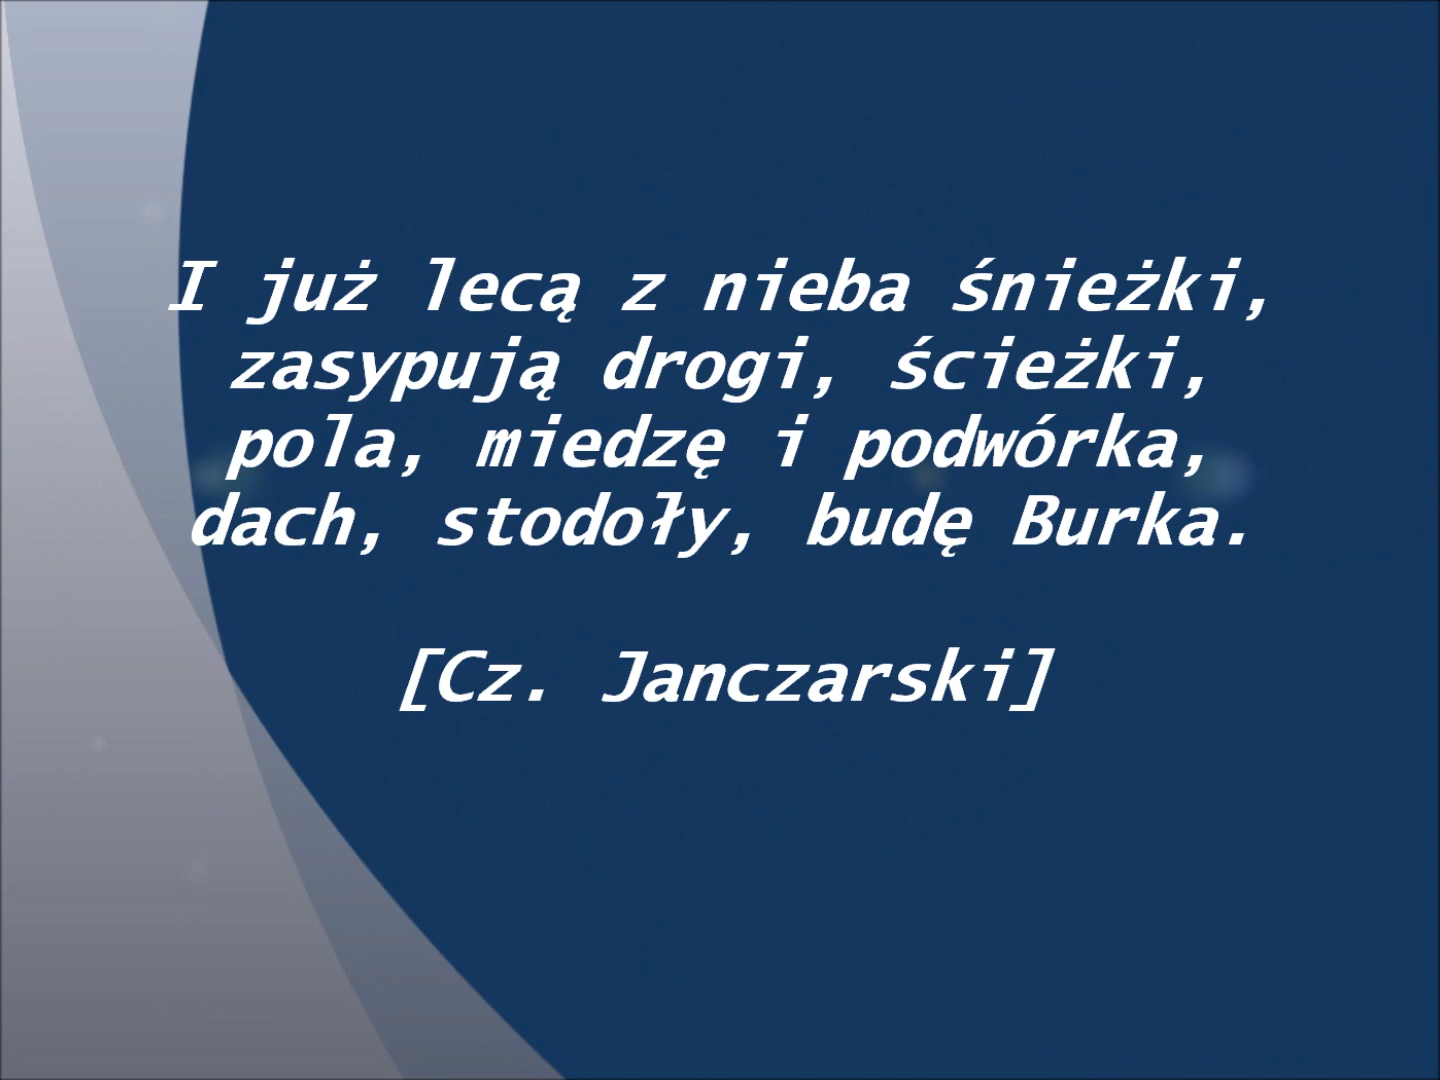 I już lecą z nieba śnieżki,
zasypują drogi, ścieżki,
pola, miedzę i podwórka,
dach, stodoły, budę Burka.
[Cz. Janczarski]